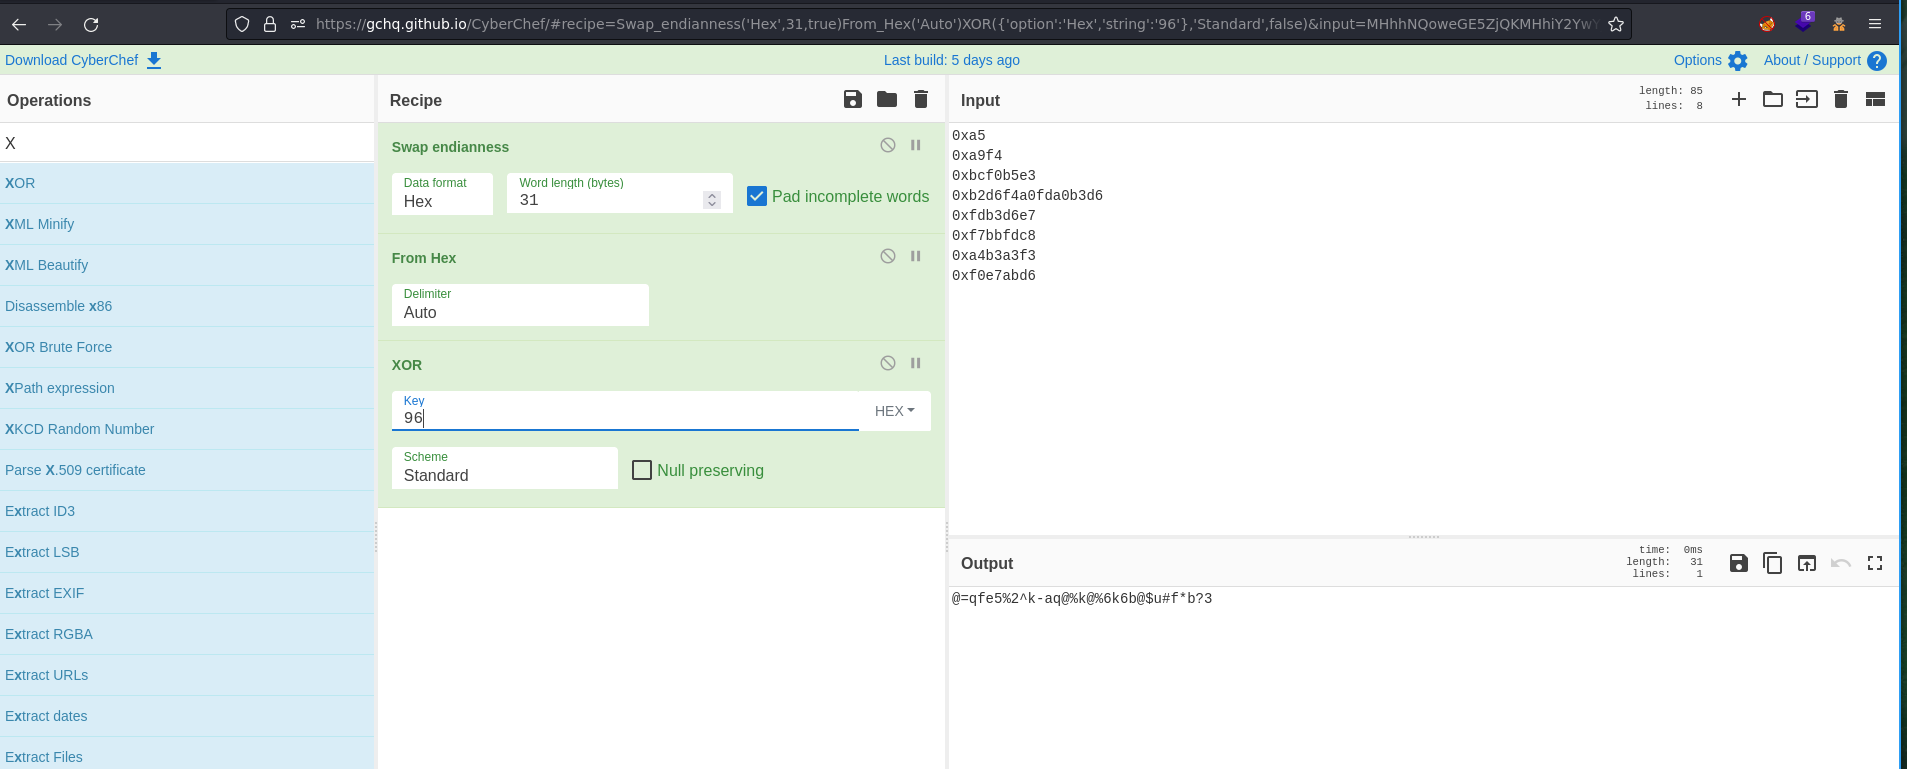 https://gchq.github.io/CyberChef/#recipe=Swap_endianness('Hex',31,true)From_Hex('Auto')XOR({'option':'Hex','string':'96'},'Standard',false)&input=MHhhNQoweGE5ZjQKMHhiY2YwY
6
Download CyberChef
Last build: 5 days ago
Options
About / Support
Operations
X
XOR
XML Minify
XML Beautify
Disassemble x86
XOR Brute Force
XPath expression
XKCD Random Number
Parse X.509 certificate
Extract ID3
Extract LSB
Extract EXIF
Extract RGBA
Extract URLs
Extract dates
Extract Files
Recipe
Swap endianness
Data format
Hex
Word length (bytes)
31
Pad incomplete words
From Hex
Delimiter
Auto
XOR
Key
96
HEX
Scheme
Standard
Null preserving
Input
length: 85
lines: 8
0xa5
0xa9f4
0xbcf0b5e3
0xb2d6f4a0fda0b3d6
0xfdb3d6e7
0xf7bbfdc8
0xa4b3a3f3
0xf0e7abd6
Output
time: 0ms
length: 31
lines: 1
@=qfe5%2^k-aq@%k@%6k6b@$u#f*b?3